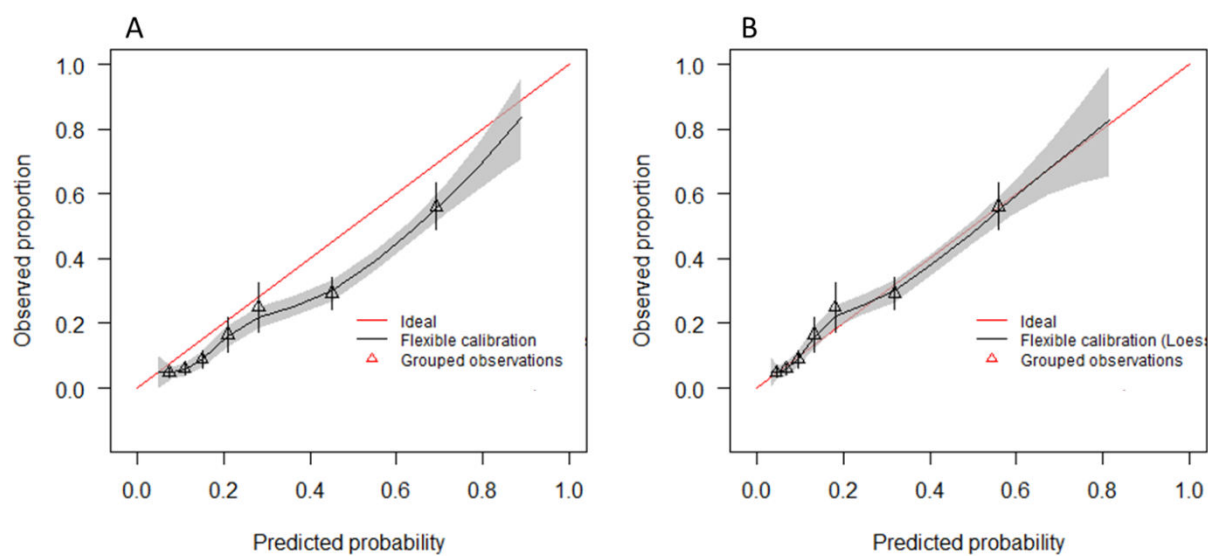 A
1.0
0.8
0.6
0.4
0.2
0.0
Observed proportion
Ideal
Flexible calibration
Grouped observations
0.0 0.2 0.4 0.6 0.8 1.0
Predicted probability
B
1.0
0.8
0.6
0.4
0.2
0.0
Observed proportion
Ideal
Flexible calibration (Loess
Grouped observations
0.0 0.2 0.4 0.6 0.8 1.0
Predicted probability